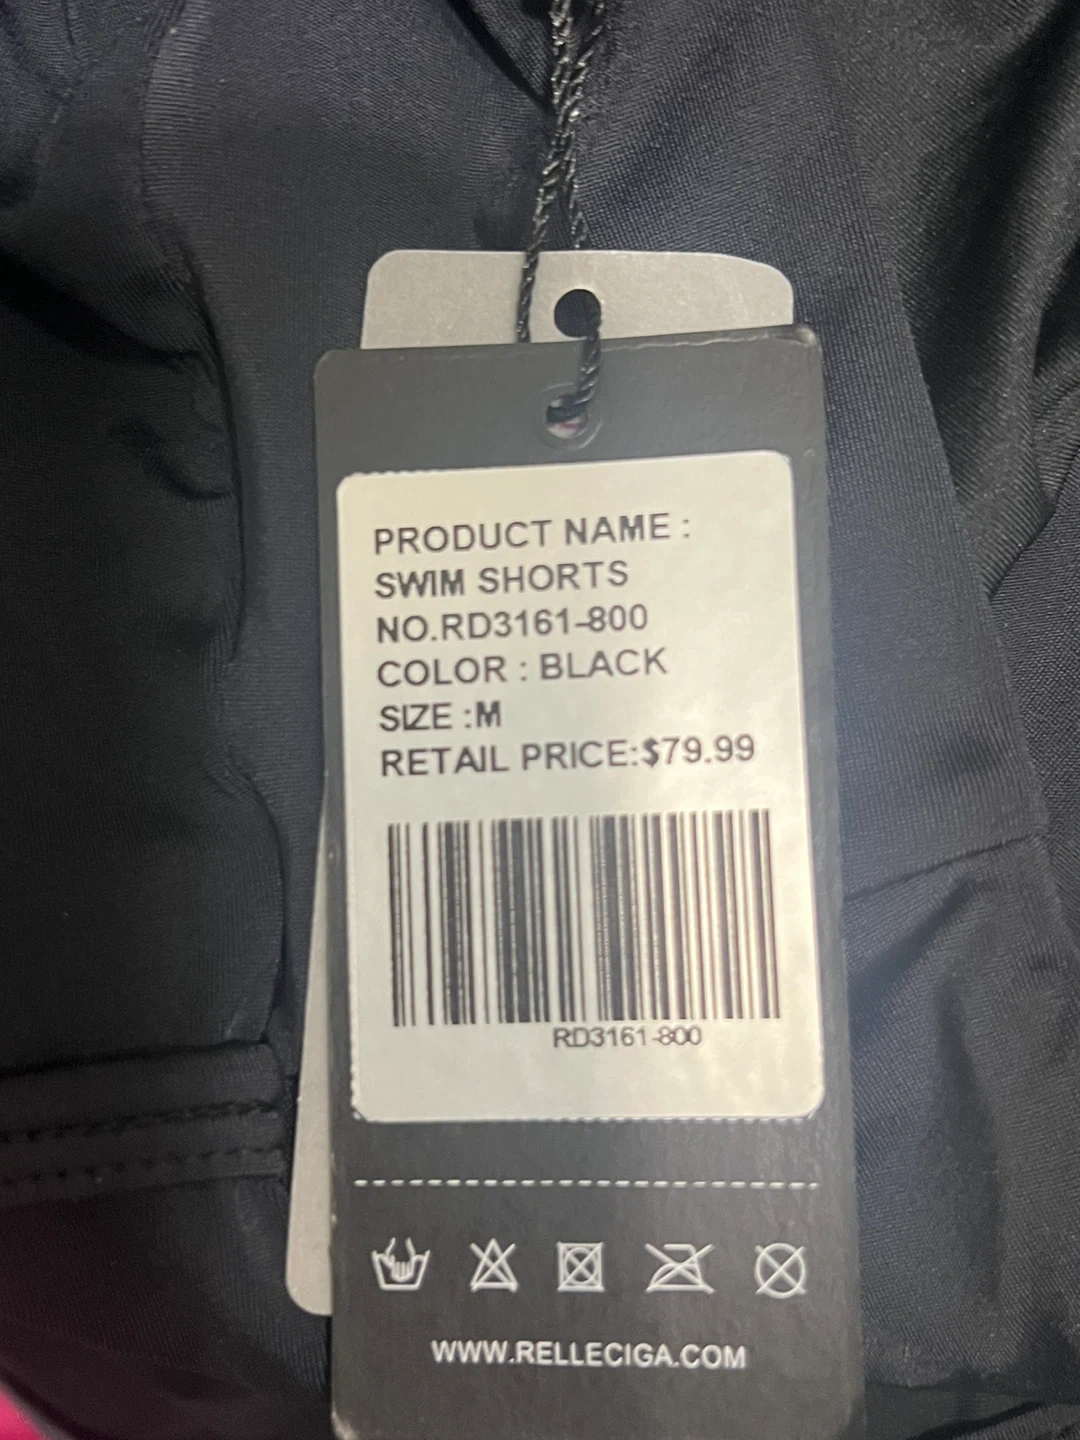 PRODUCT NAME :
SWIM SHORTS
NO.RD3161-800
COLOR : BLACK
SIZE :M
RETAIL PRICE:$79.99
RD3161-800
WWW.RELLECIGA.COM